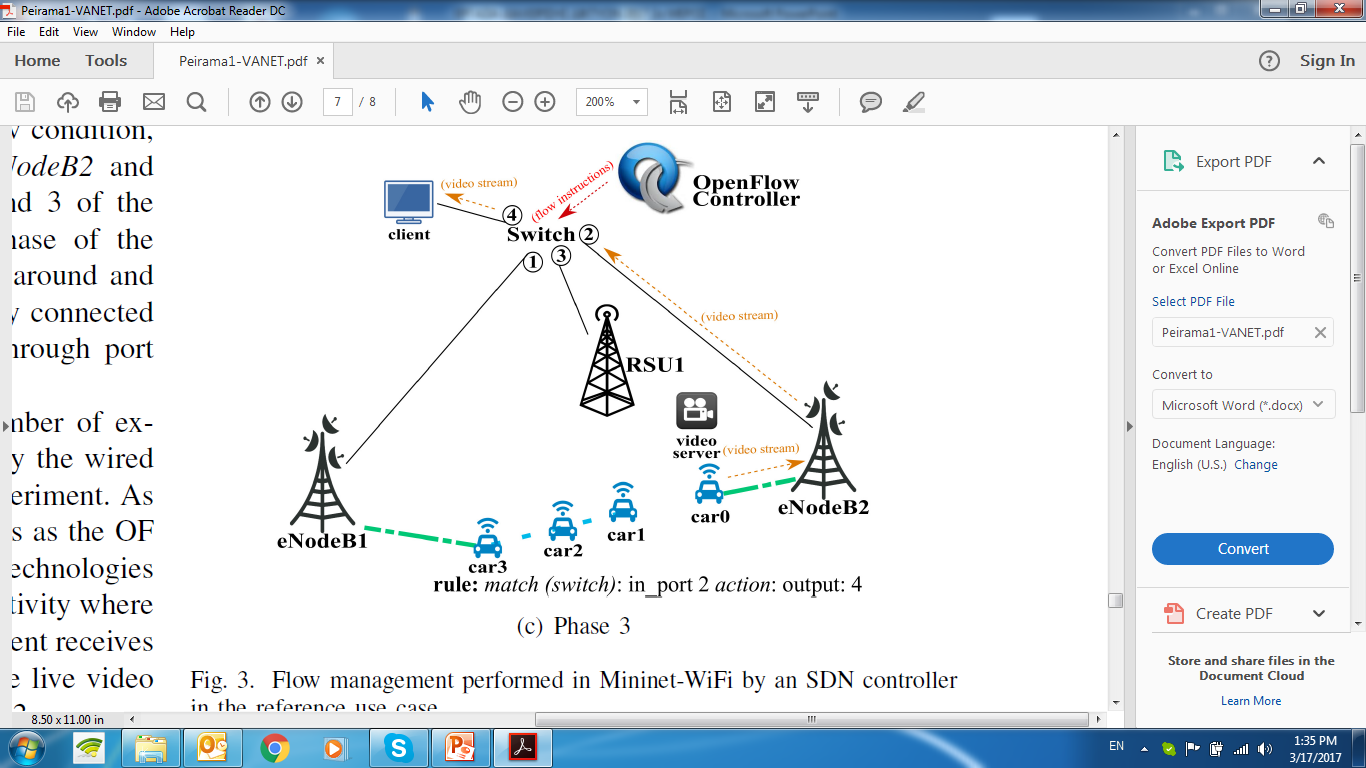 Peirama1-VANET.pdf - Adobe Acrobat Reader DC
File Edit View Window Help
Home Tools Peirama1-VANET.pdf × Sign In
7 / 8 200%
condition,
NodeB2 and
nd 3 of the
hase of the
around and
y connected
hrough port
mber of ex-
y the wired
periment. As
s as the OF
echnologies
tivity where
ent receives
e live video
(video stream)
(flow instructions)
OpenFlow
Controller
client
4
Switch 2
1 3
(video stream)
RSU1
video
server
(video stream)
eNodeB1
car3
car2
car1
car0
eNodeB2
rule: match (switch): in_port 2 action: output: 4
(c) Phase 3
Fig. 3. Flow management performed in Mininet-WiFi by an SDN controller
in the reference use case
8.50 x 11.00 in
Export PDF
Adobe Export PDF
Convert PDF Files to Word
or Excel Online
Select PDF File
Peirama1-VANET.pdf
Convert to
Microsoft Word (*.docx)
Document Language:
English (U.S.) Change
Convert
Create PDF
Store and share files in the
Document Cloud
Learn More
EN
1:35 PM
3/17/2017